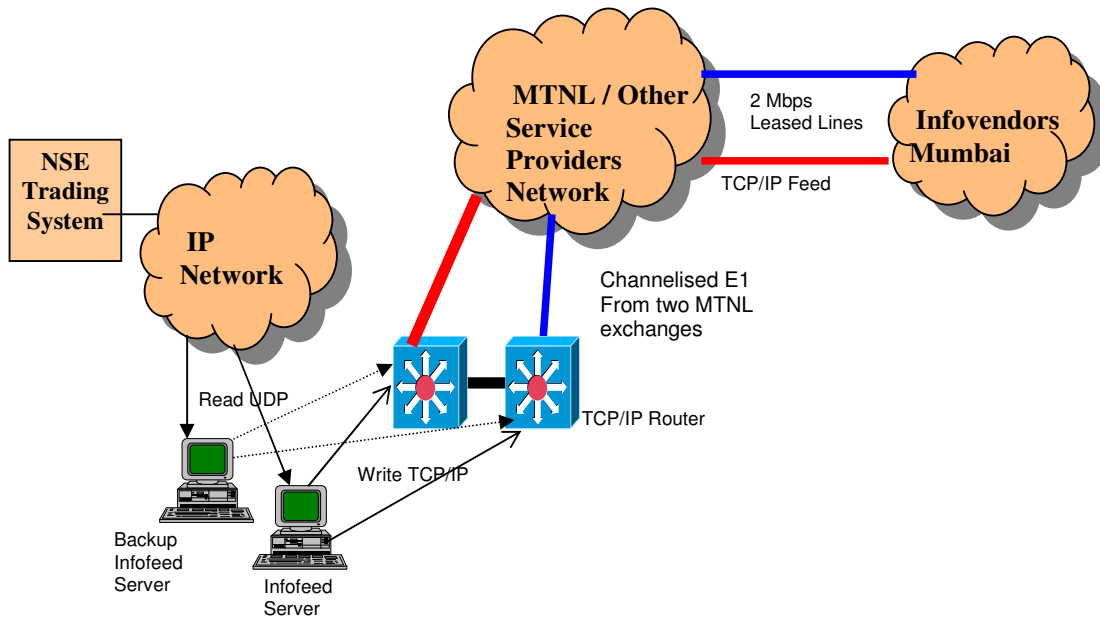 NSE
Trading
System
IP
Network
MTNL / Other
Service
Providers
Network
2 Mbps
Leased Lines
TCP/IP Feed
Infovendors
Mumbai
Channelised E1
From two MTNL
exchanges
Read UDP
TCP/IP Router
Write TCP/IP
Backup
Infofeed
Server
Infofeed
Server